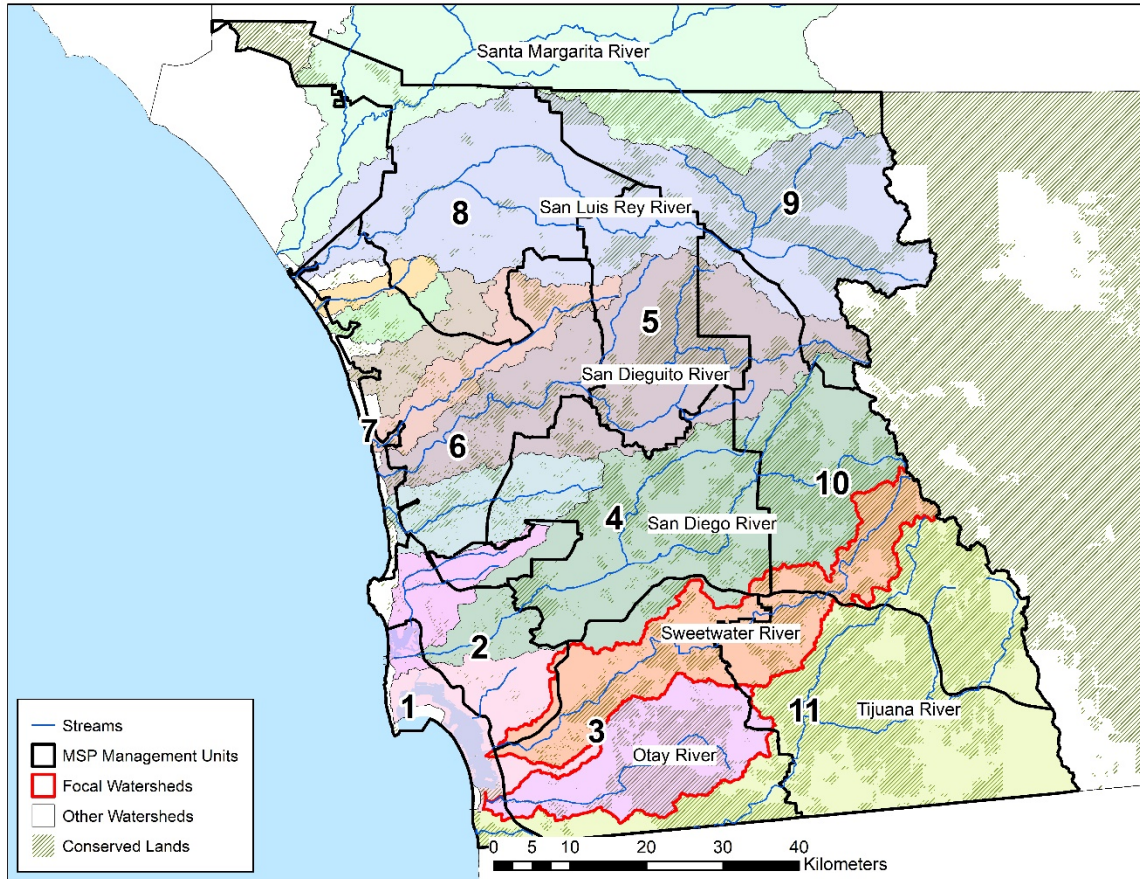 Santa Margarita River
8
San Luis Rey River
9
5
San Dieguito River
7
6
10
4
San Diego River
2
Sweetwater River
1
3
11
Tijuana River
Otay River
Streams
MSP Management Units
Focal Watersheds
Other Watersheds
Conserved Lands
0 5 10 20 30 40
Kilometers